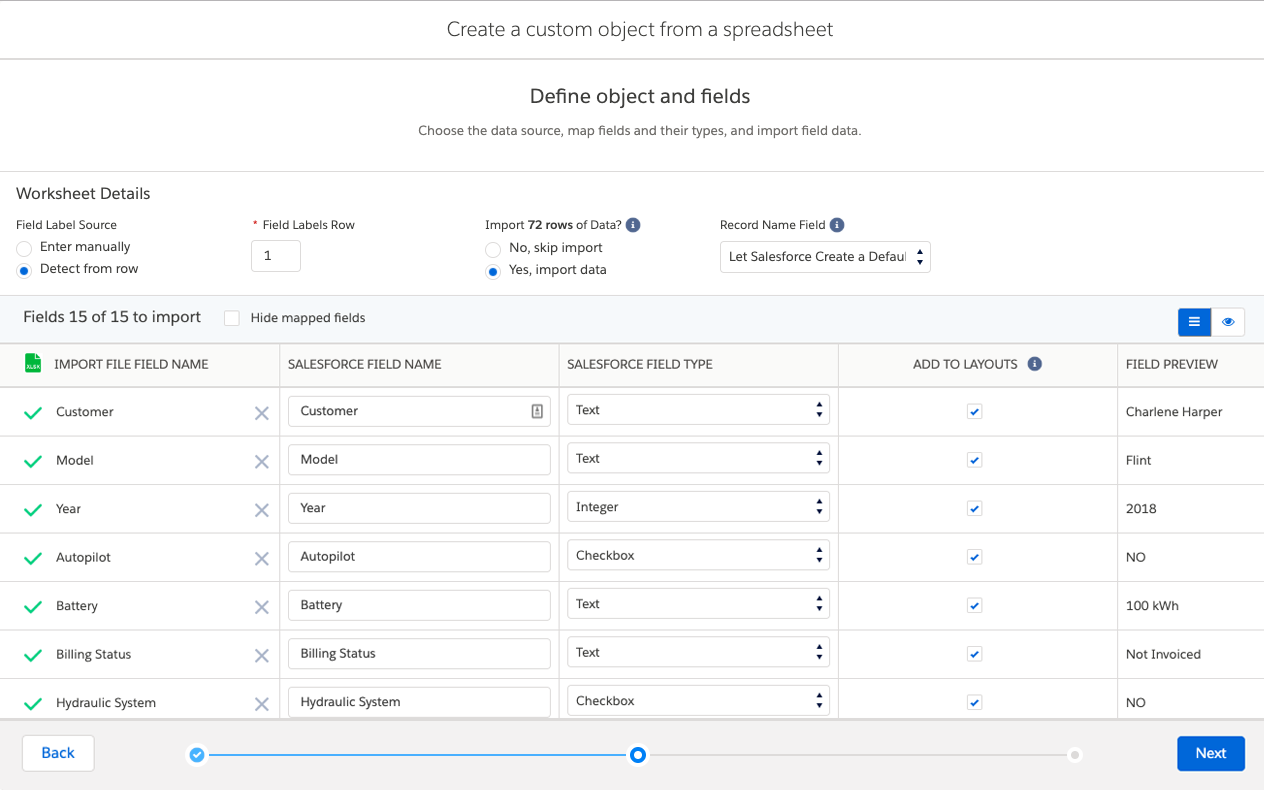 Create a custom object from a spreadsheet
Define object and fields
Choose the data source, map fields and their types, and import field data.
Worksheet Details
Field Label Source
Enter manually
Detect from row
* Field Labels Row
1
Import 72 rows of Data?
No, skip import
Yes, import data
Record Name Field
Let Salesforce Create a Defau
Fields 15 of 15 to import
Hide mapped fields
XLSX IMPORT FILE FIELD NAME SALESFORCE FIELD NAME SALESFORCE FIELD TYPE ADD TO LAYOUTS FIELD PREVIEW
Customer Customer Text Charlene Harper
Model Model Text Flint
Year Year Integer 2018
Autopilot Autopilot Checkbox NO
Battery Battery Text 100 kWh
Billing Status Billing Status Text Not Invoiced
Hydraulic System Hydraulic System Checkbox NO
Back Next